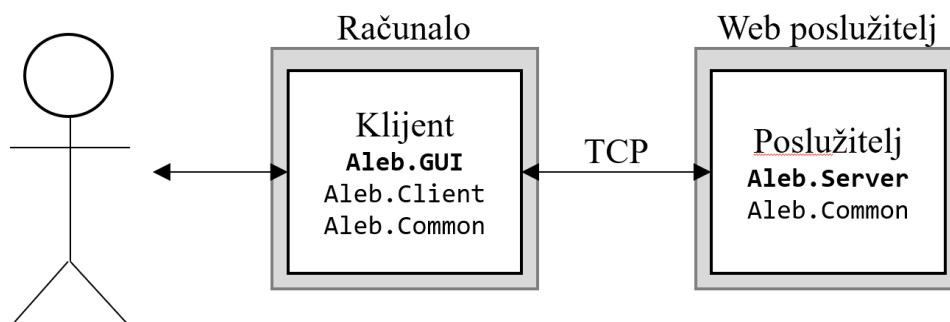 Računalo
Klijent
Aleb.GUI
Aleb.Client
Aleb.Common
TCP
Web poslužitelj
Poslužitelj
Aleb.Server
Aleb.Common